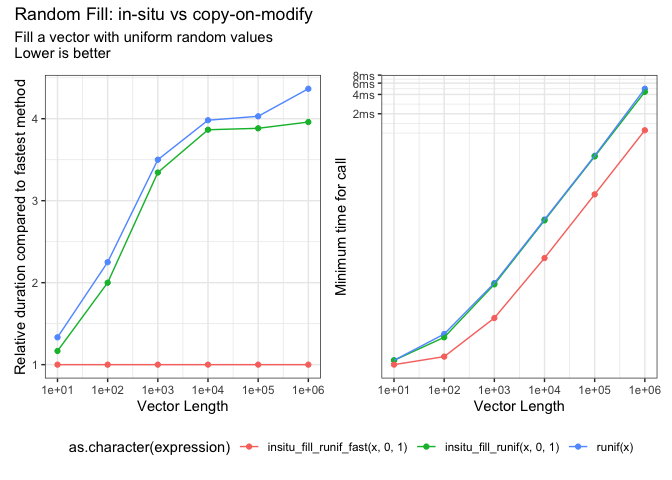 Random Fill: in-situ vs copy-on-modify
Fill a vector with uniform random values
Lower is better
Relative duration compared to fastest method
4
3
2
1
1e+01 1e+02 1e+03 1e+04 1e+05 1e+06
Vector Length
Minimum time for call
8ms
6ms
4ms
2ms
1e+01 1e+02 1e+03 1e+04 1e+05 1e+06
Vector Length
as.character(expression) insitu_fill_runif_fast(x, 0, 1) insitu_fill_runif(x, 0, 1) runif(x)